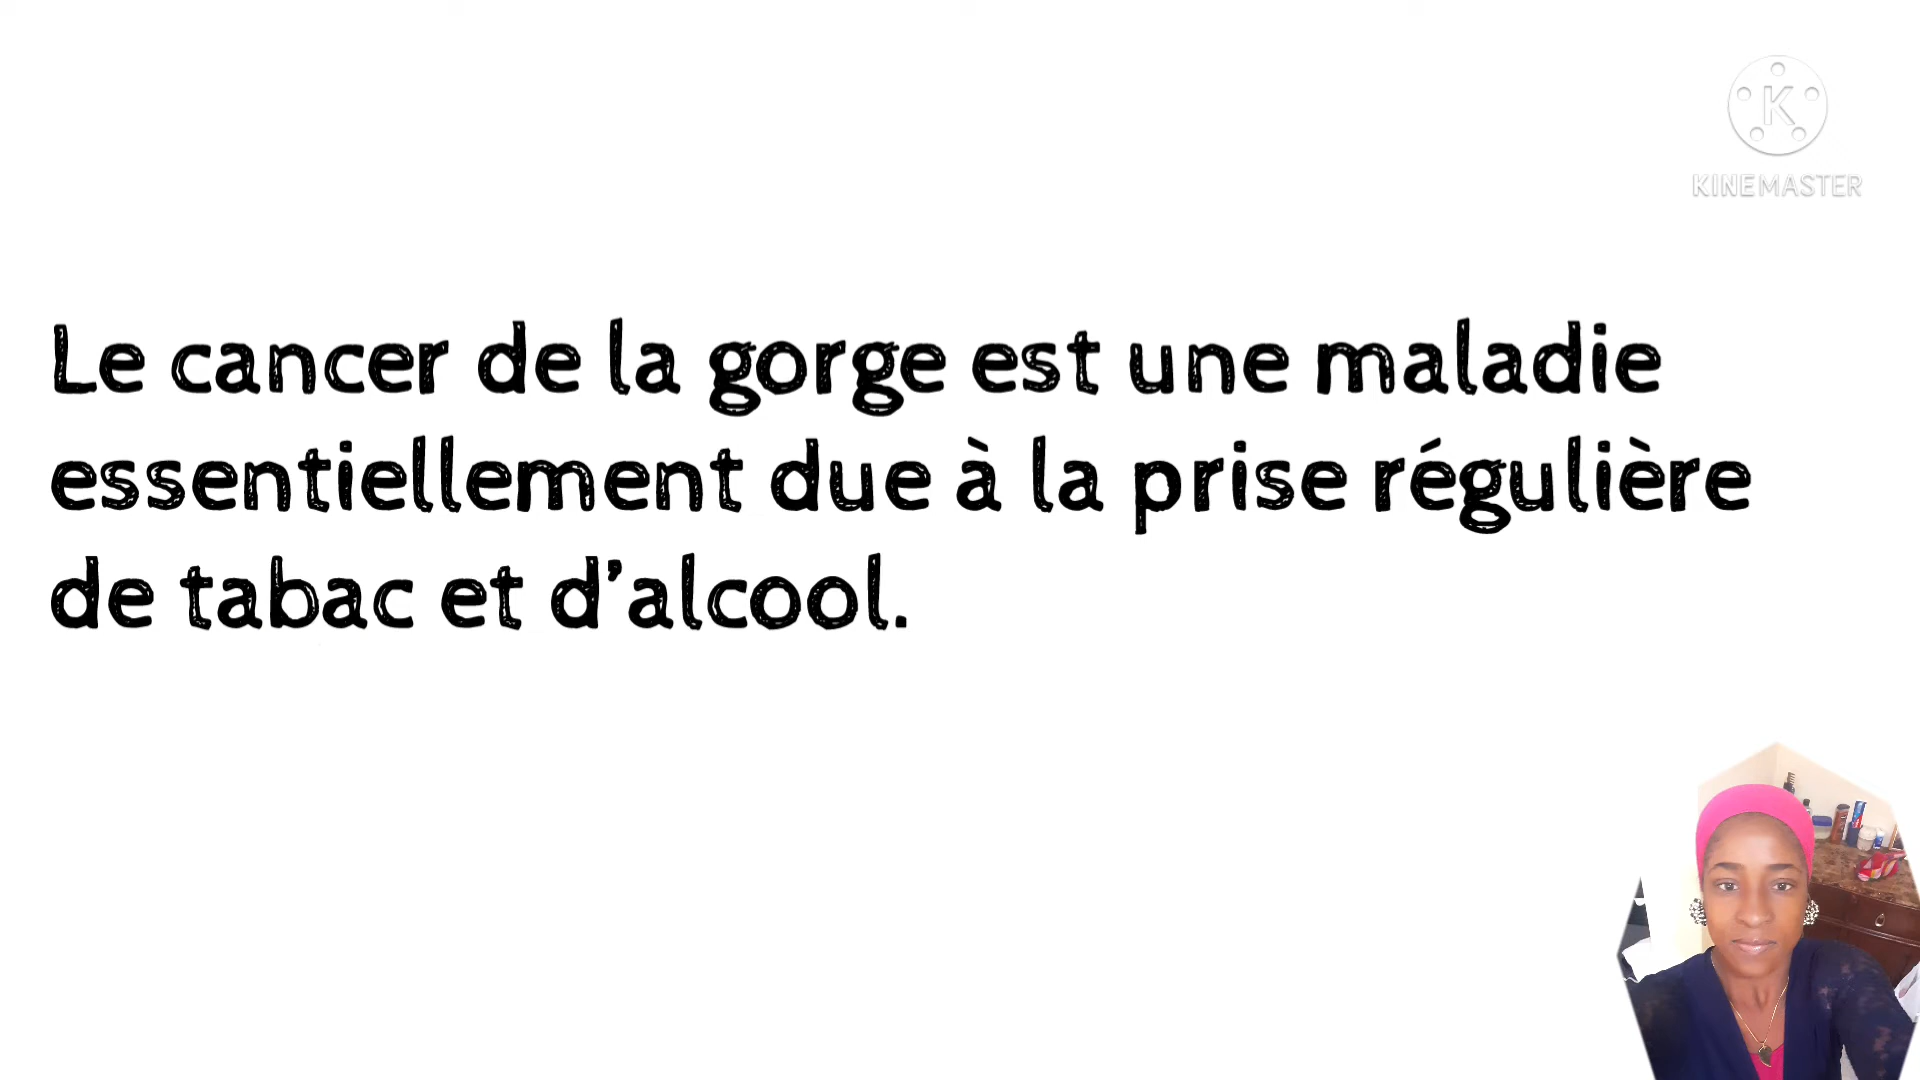 K
KINEMASTER
Le cancer de la gorge est une maladie
essentiellement due à la prise régulière
de tabac et d’alcool.